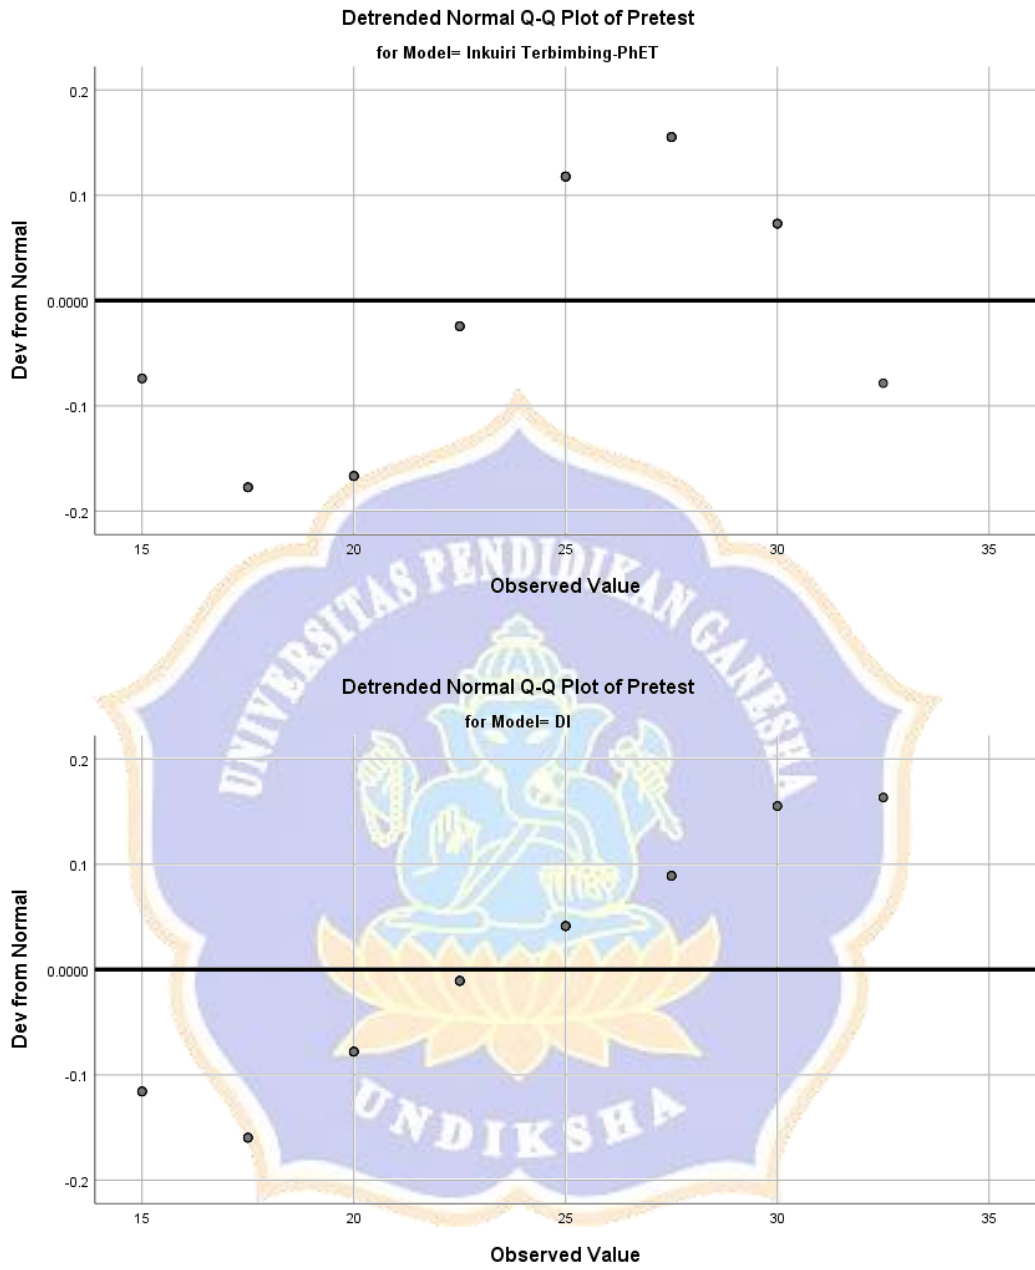 Detrended Normal Q-Q Plot of Pretest
for Model= Inkuiri Terbimbing-PhET
Dev from Normal
0.2
0.1
0.0000
-0.1
-0.2
15 20 25 30 35
Observed Value
UNIVERSITAS PENDIDIKAN GANESHA
Detrended Normal Q-Q Plot of Pretest
for Model= DI
Dev from Normal
0.2
0.1
0.0000
-0.1
-0.2
UNDIKSHA
15 20 25 30 35
Observed Value